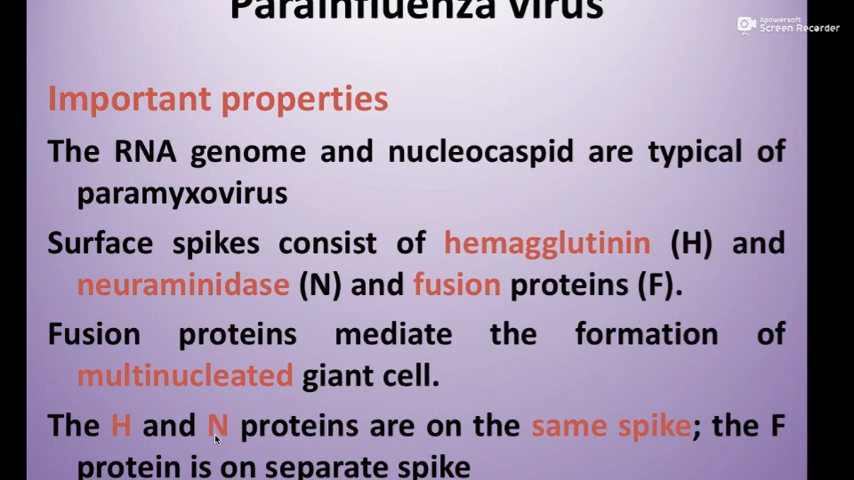 Parainfluenza virus
Apowersoft
Screen Recorder
Important properties
The RNA genome and nucleocaspid are typical of
paramyxovirus
Surface spikes consist of hemagglutinin (H) and
neuraminidase (N) and fusion proteins (F).
Fusion proteins mediate the formation of
multinucleated giant cell.
The H and N proteins are on the same spike; the F
protein is on separate spike